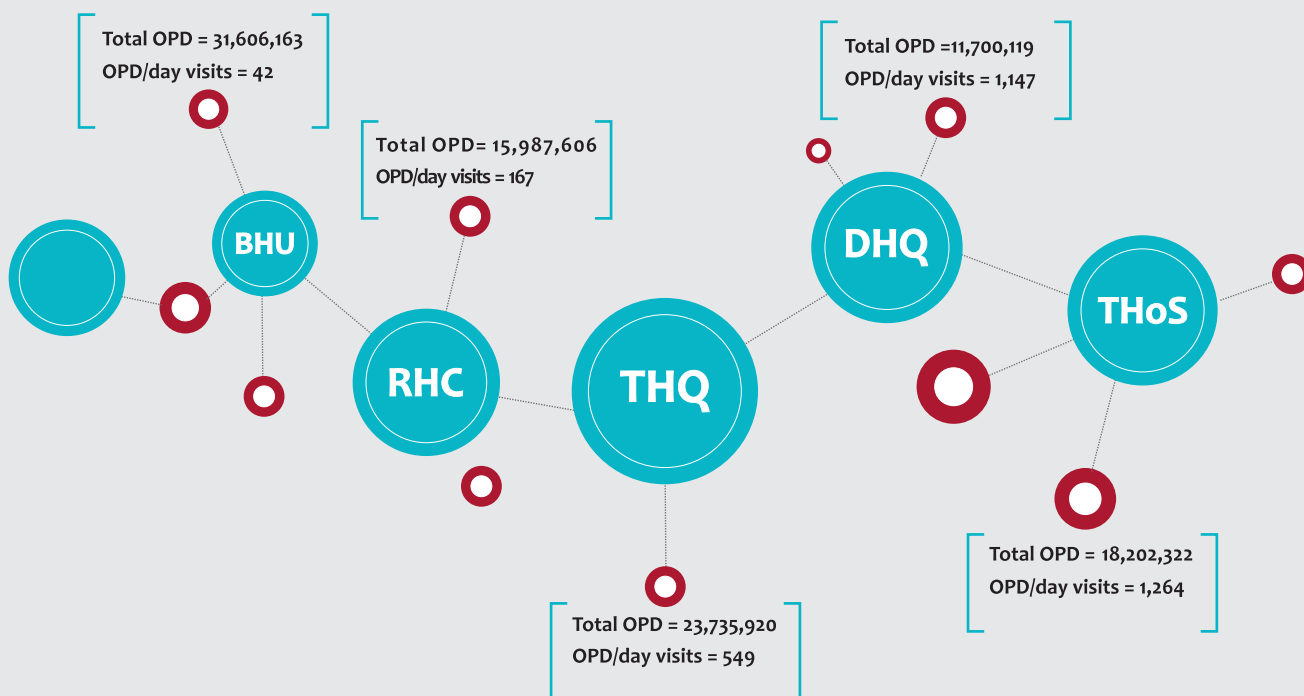 Total OPD = 31,606,163
OPD/day visits = 42
BHU
Total OPD= 15,987,606
OPD/day visits = 167
RHC
THQ
Total OPD = 23,735,920
OPD/day visits = 549
Total OPD =11,700,119
OPD/day visits = 1,147
DHQ
THoS
Total OPD = 18,202,322
OPD/day visits = 1,264